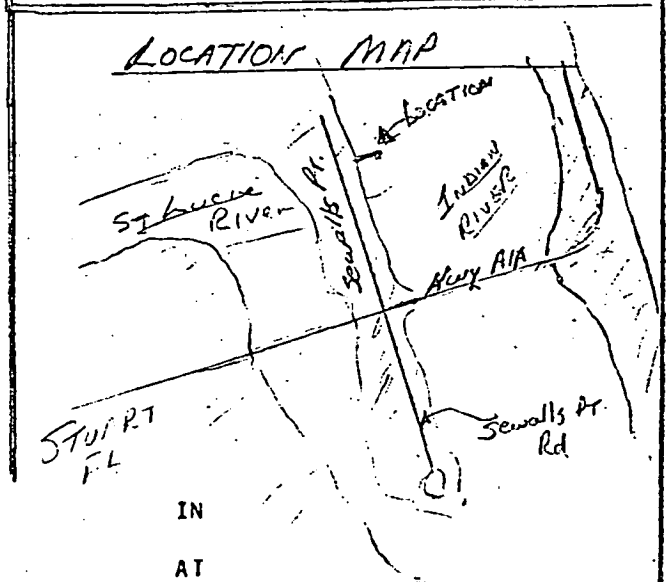 LOCATION MAP
LOCATION
St Lucie
River
Sewalls Pt.
INDIAN
RIVER
Hwy A1A
STUART
FL
Sewalls Pt.
Rd
IN
AT